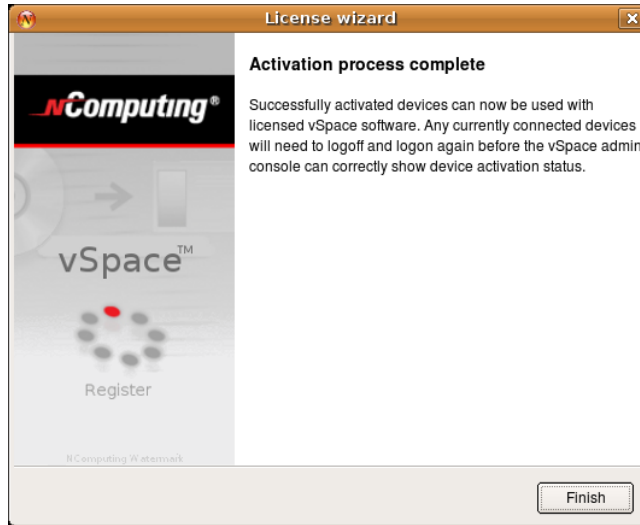 License wizard
Activation process complete
Successfully activated devices can now be used with
licensed vSpace software. Any currently connected devices
will need to logoff and logon again before the vSpace admin
console can correctly show device activation status.
NComputing®
vSpace™
Register
NComputing Watermark
Finish